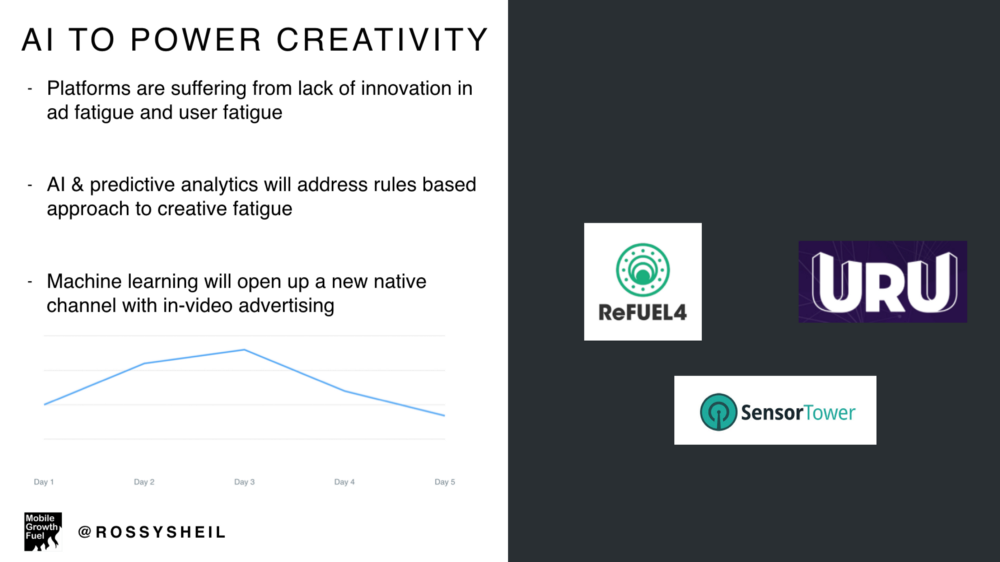 AI TO POWER CREATIVITY
- Platforms are suffering from lack of innovation in
ad fatigue and user fatigue
- AI & predictive analytics will address rules based
approach to creative fatigue
- Machine learning will open up a new native
channel with in-video advertising
Day 1 Day 2 Day 3 Day 4 Day 5
Mobile
Growth
Fuel
@ROSSYSHEIL
ReFUEL4
URU
SensorTower